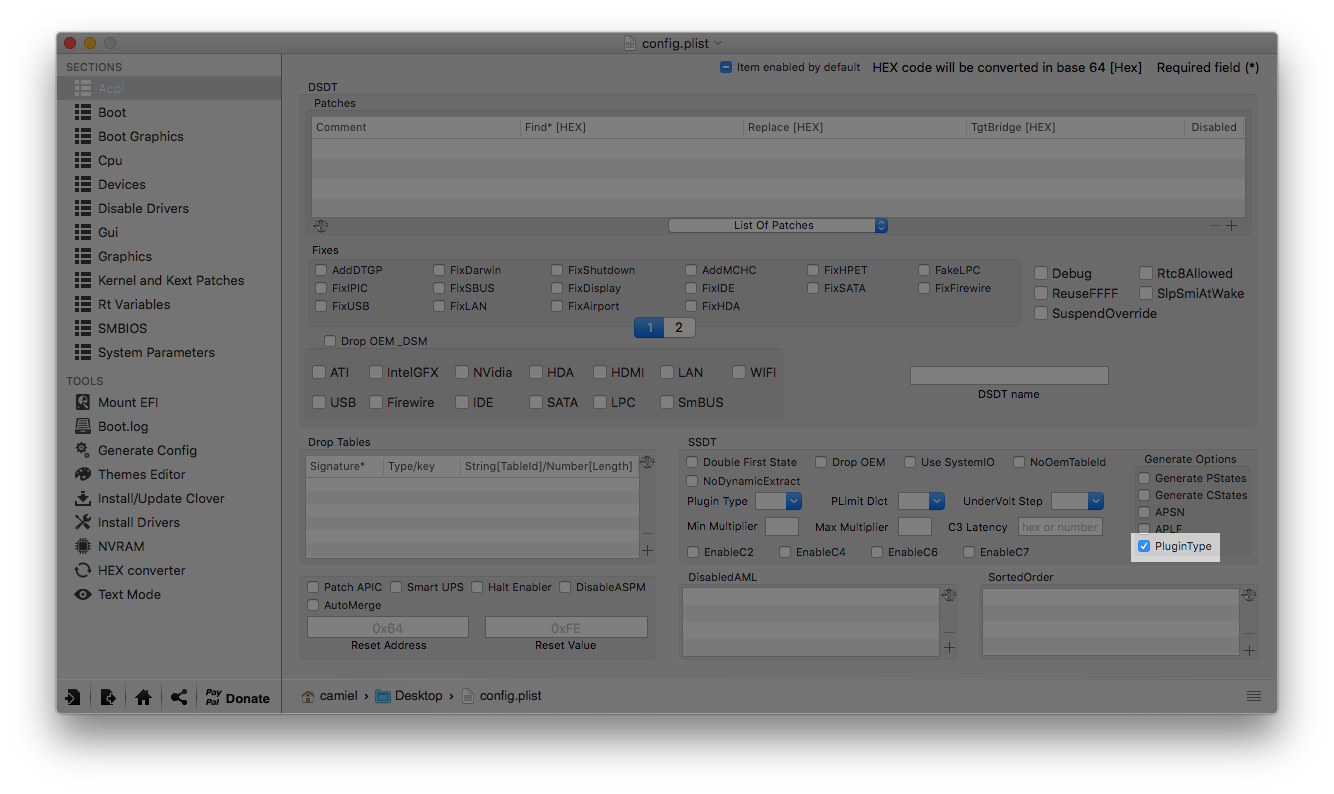 config.plist
SECTIONS
Acpi
Boot
Boot Graphics
Cpu
Devices
Disable Drivers
Gui
Graphics
Kernel and Kext Patches
Rt Variables
SMBIOS
System Parameters
TOOLS
Mount EFI
Boot.log
Generate Config
Themes Editor
Install/Update Clover
Install Drivers
NVRAM
HEX converter
Text Mode
Pay Pal Donate
Item enabled by default HEX code will be converted in base 64 [Hex] Required field (*)
DSDT
Patches
Comment Find* [HEX] Replace [HEX] TgtBridge [HEX] Disabled
List Of Patches
Fixes
AddDTGP FixDarwin FixShutdown AddMCHC FixHPET FakeLPC
FixIPIC FixSBUS FixDisplay FixIDE FixSATA FixFirewire
FixUSB FixLAN FixAirport FixHDA
Debug Rtc8Allowed
ReuseFFFF SlpSmiAtWake
SuspendOverride
1 2
Drop OEM _DSM
ATI IntelGFX NVidia HDA HDMI LAN WIFI
USB Firewire IDE SATA LPC SmBUS
DSDT name
Drop Tables
Signature* Type/key String[TableId]/Number[Length]
SSDT
Double First State Drop OEM Use SystemIO NoOemTableId
NoDynamicExtract
Plugin Type PLimit Dict UnderVolt Step
Min Multiplier Max Multiplier C3 Latency hex or number
EnableC2 EnableC4 EnableC6 EnableC7
Generate Options
Generate PStates
Generate CStates
APSN
APLF
PluginType
Patch APIC Smart UPS Halt Enabler DisableASPM
AutoMerge
0x64 0xFE
Reset Address Reset Value
DisabledAML SortedOrder
camiel › Desktop › config.plist